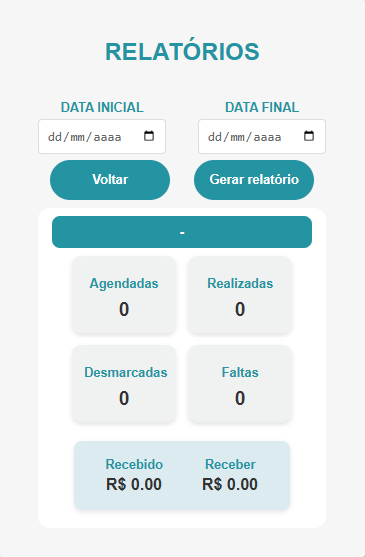 RELATÓRIOS
DATA INICIAL DATA FINAL
dd/mm/aaaa dd/mm/aaaa
Voltar Gerar relatório
-
Agendadas Realizadas
0 0
Desmarcadas Faltas
0 0
Recebido Receber
R$ 0.00 R$ 0.00